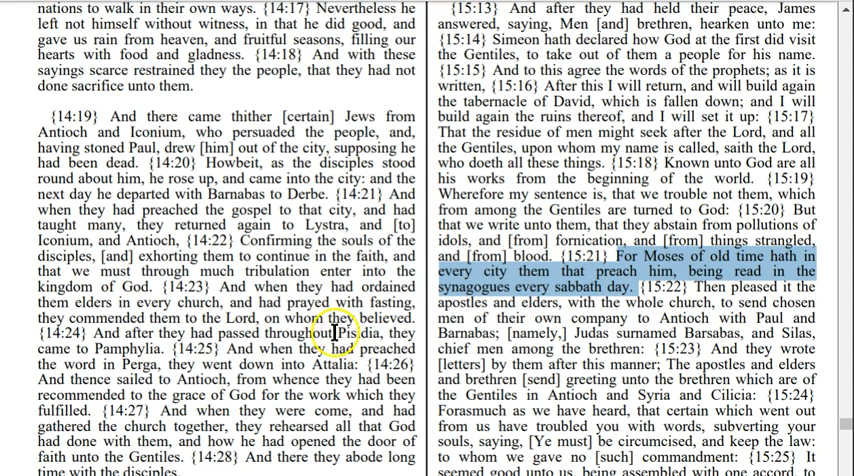 nations to walk in their own ways. {14:17} Nevertheless he
left not himself without witness, in that he did good, and
gave us rain from heaven, and fruitful seasons, filling our
hearts with food and gladness. {14:18} And with these
sayings scarce restrained they the people, that they had not
done sacrifice unto them.
{14:19} And there came thither [certain] Jews from
Antioch and Iconium, who persuaded the people, and,
having stoned Paul, drew [him] out of the city, supposing he
had been dead. {14:20} Howbeit, as the disciples stood
round about him, he rose up, and came into the city: and the
next day he departed with Barnabas to Derbe. {14:21} And
when they had preached the gospel to that city, and had
taught many, they returned again to Lystra, and [to]
Iconium, and Antioch, {14:22} Confirming the souls of the
disciples, [and] exhorting them to continue in the faith, and
that we must through much tribulation enter into the
kingdom of God. {14:23} And when they had ordained
them elders in every church, and had prayed with fasting,
they commended them to the Lord, on whom they believed.
{14:24} And after they had passed throughout Pisidia, they
came to Pamphylia. {14:25} And when they had preached
the word in Perga, they went down into Attalia: {14:26}
And thence sailed to Antioch, from whence they had been
recommended to the grace of God for the work which they
fulfilled. {14:27} And when they were come, and had
gathered the church together, they rehearsed all that God
had done with them, and how he had opened the door of
faith unto the Gentiles. {14:28} And there they abode long
time with the disciples.
{15:13} And after they had held their peace, James
answered, saying, Men [and] brethren, hearken unto me:
{15:14} Simeon hath declared how God at the first did visit
the Gentiles, to take out of them a people for his name.
{15:15} And to this agree the words of the prophets; as it is
written, {15:16} After this I will return, and will build again
the tabernacle of David, which is fallen down; and I will
build again the ruins thereof, and I will set it up: {15:17}
That the residue of men might seek after the Lord, and all
the Gentiles, upon whom my name is called, saith the Lord,
who doeth all these things. {15:18} Known unto God are all
his works from the beginning of the world. {15:19}
Wherefore my sentence is, that we trouble not them, which
from among the Gentiles are turned to God: {15:20} But
that we write unto them, that they abstain from pollutions of
idols, and [from] fornication, and [from] things strangled,
and [from] blood. {15:21} For Moses of old time hath in
every city them that preach him, being read in the
synagogues every sabbath day. {15:22} Then pleased it the
apostles and elders, with the whole church, to send chosen
men of their own company to Antioch with Paul and
Barnabas; [namely,] Judas surnamed Barsabas, and Silas,
chief men among the brethren: {15:23} And they wrote
[letters] by them after this manner; The apostles and elders
and brethren [send] greeting unto the brethren which are of
the Gentiles in Antioch and Syria and Cilicia: {15:24}
Forasmuch as we have heard, that certain which went out
from us have troubled you with words, subverting your
souls, saying, [Ye must] be circumcised, and keep the law:
to whom we gave no [such] commandment: {15:25} It
seemed good unto us, being assembled with one accord, to